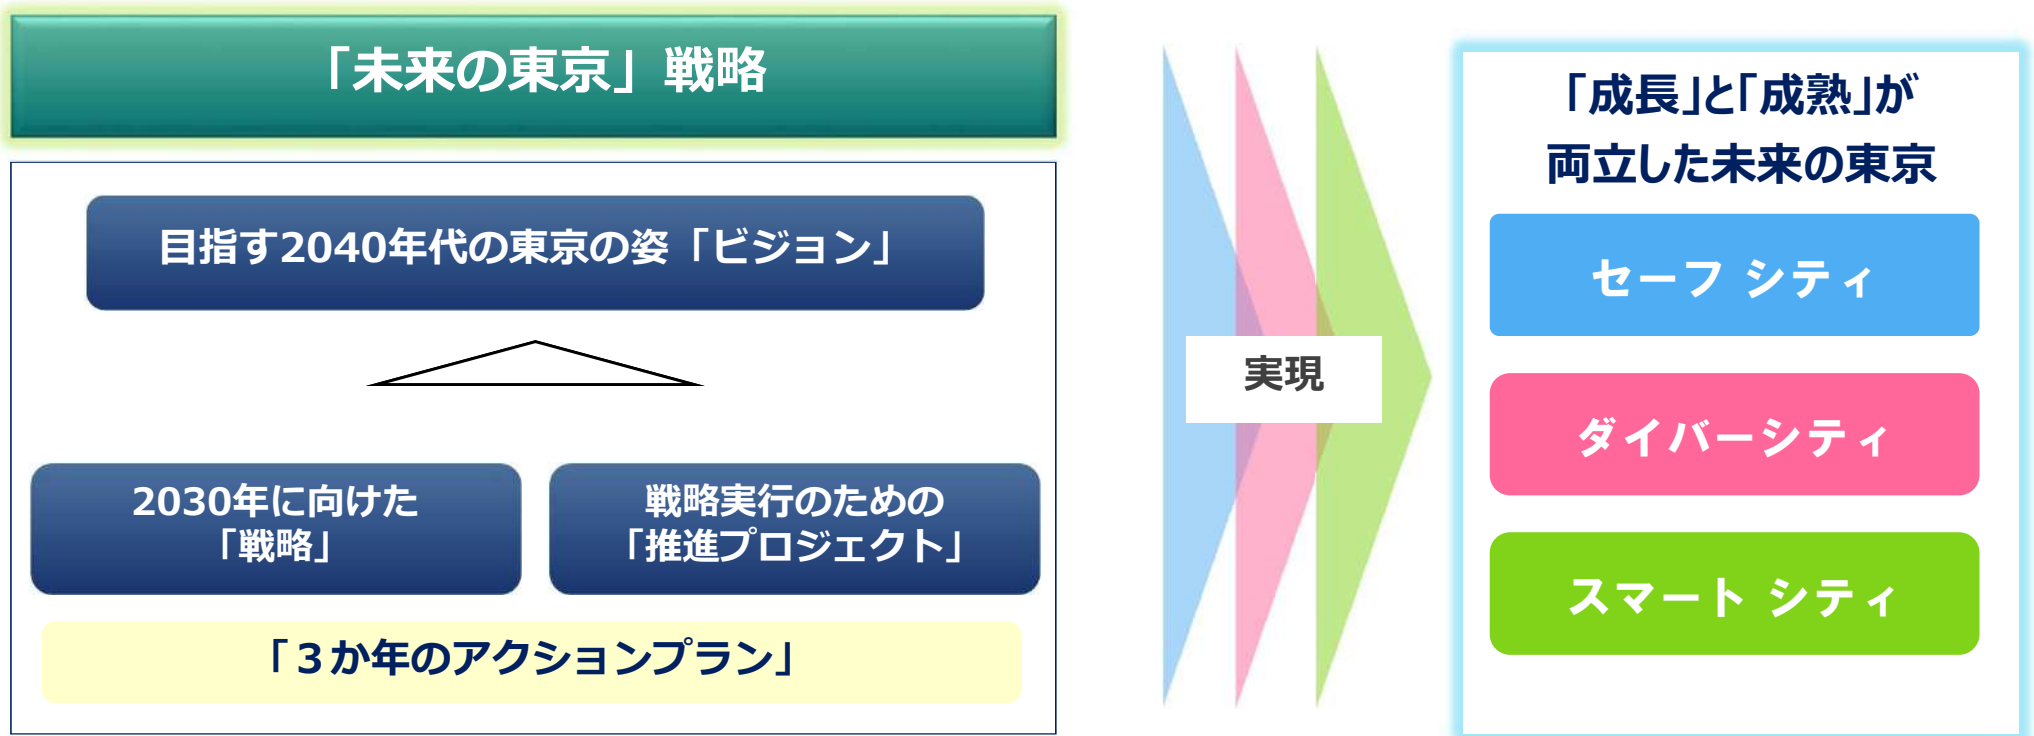 「未来の東京」戦略
目指す2040年代の東京の姿「ビジョン」
2030年に向けた
「戦略」
戦略実行のための
「推進プロジェクト」
「３か年のアクションプラン」
実現
「成長」と「成熟」が
両立した未来の東京
セーフ シティ
ダイバーシティ
スマート シティ